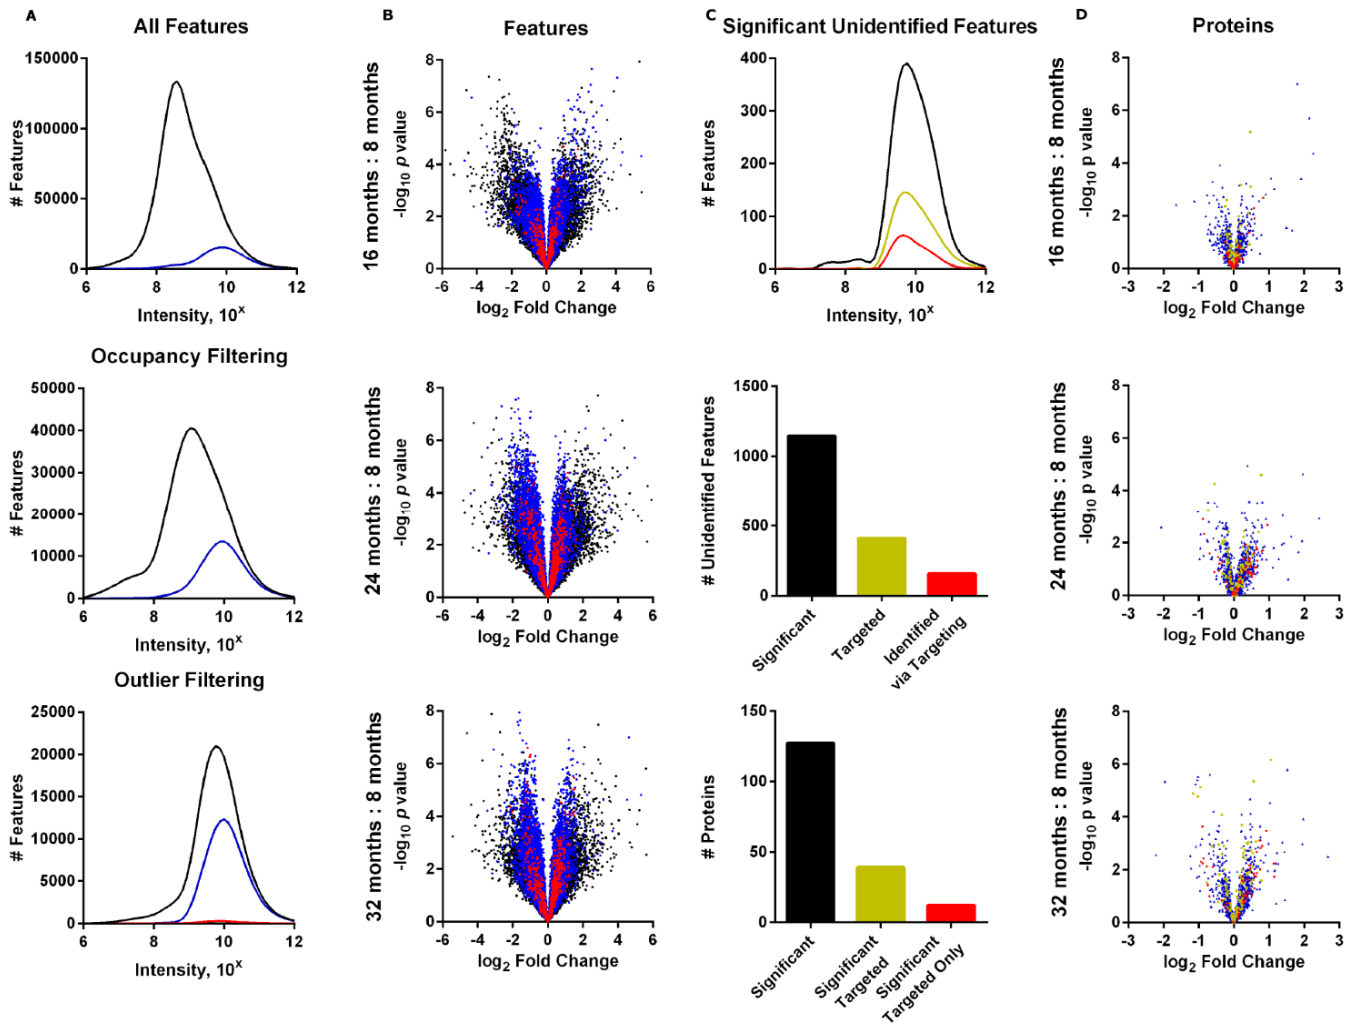 A
All Features
150000
100000
50000
0
# Features
6
8
10
12
Intensity, 10^x
Occupancy Filtering
50000
40000
30000
20000
10000
0
# Features
6
8
10
12
Intensity, 10^x
Outlier Filtering
25000
20000
15000
10000
5000
0
# Features
6
8
10
12
Intensity, 10^x
B
Features
16 months : 8 months
-log10 p value
8
6
4
2
0
-6
-4
-2
0
2
4
6
log2 Fold Change
24 months : 8 months
-log10 p value
8
6
4
2
0
-6
-4
-2
0
2
4
6
log2 Fold Change
32 months : 8 months
-log10 p value
8
6
4
2
0
-6
-4
-2
0
2
4
6
log2 Fold Change
C
Significant Unidentified Features
400
300
200
100
0
# Features
6
8
10
12
Intensity, 10^x
1500
1000
500
0
# Unidentified Features
Significant
Targeted
Identified
via Targeting
150
100
50
0
# Proteins
Significant
Significant
Targeted
Significant
Targeted Only
D
Proteins
16 months : 8 months
-log10 p value
8
6
4
2
0
-3
-2
-1
0
1
2
3
log2 Fold Change
24 months : 8 months
-log10 p value
8
6
4
2
0
-3
-2
-1
0
1
2
3
log2 Fold Change
32 months : 8 months
-log10 p value
8
6
4
2
0
-3
-2
-1
0
1
2
3
log2 Fold Change